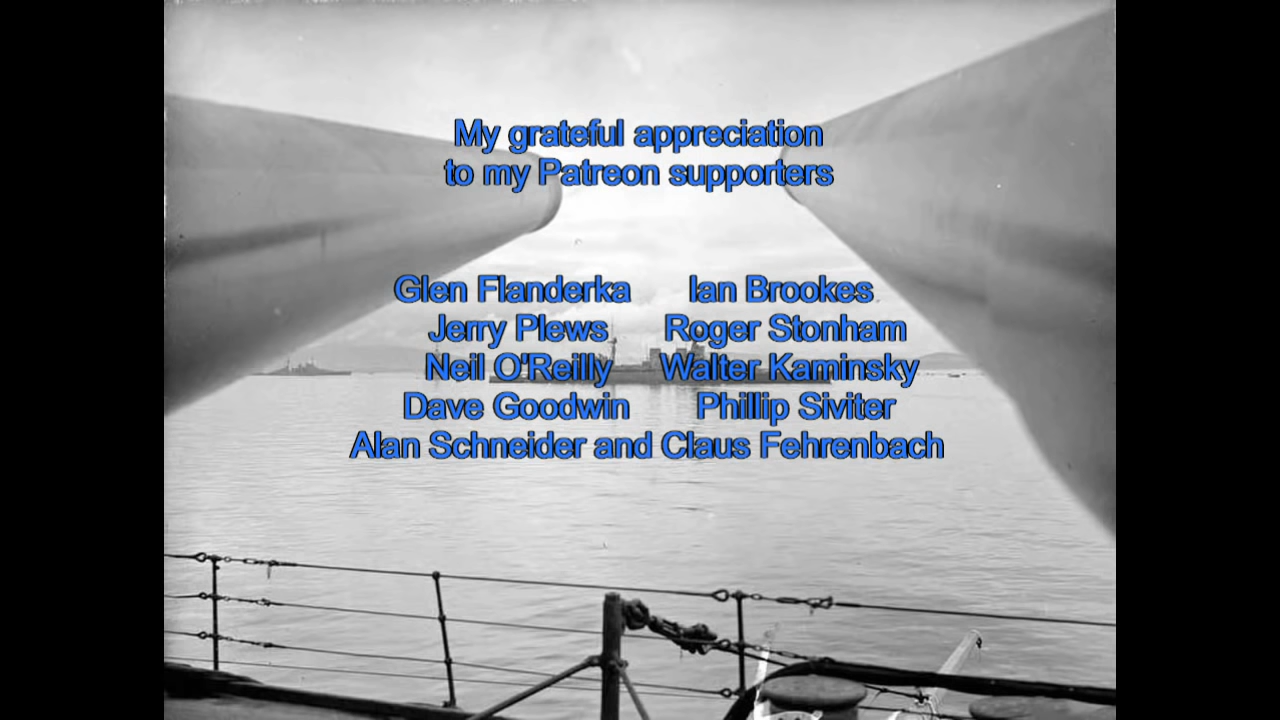 My grateful appreciation
to my Patreon supporters
Glen Flanderka Ian Brookes
Jerry Plews Roger Stonham
Neil O'Reilly Walter Kaminsky
Dave Goodwin Phillip Siviter
Alan Schneider and Claus Fehrenbach